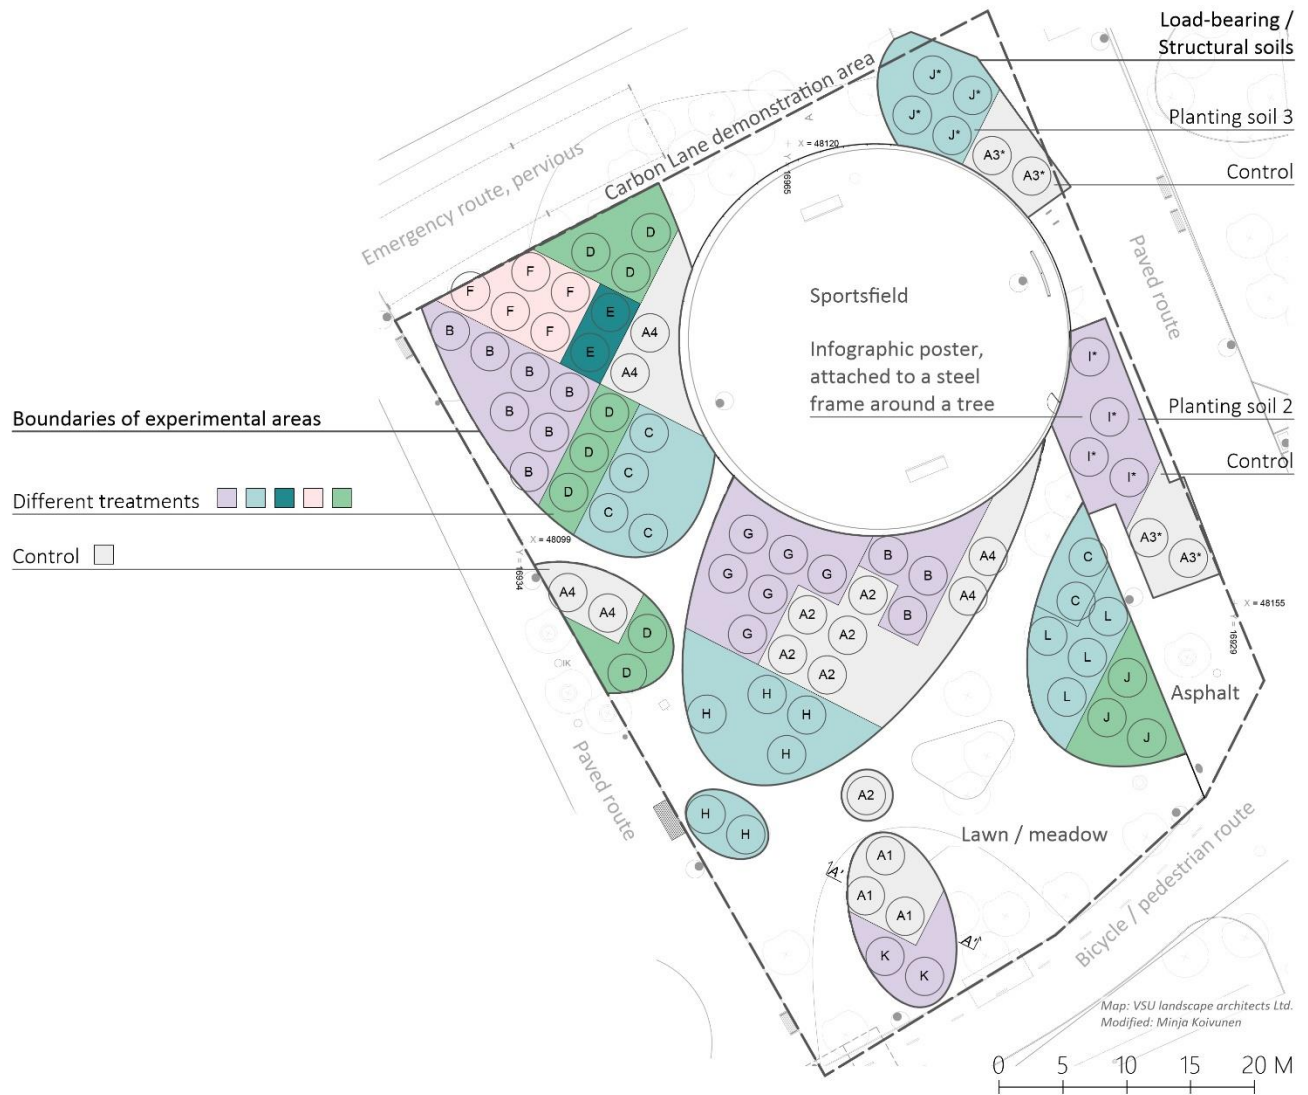 Load-bearing /
Structural soils
Carbon Lane demonstration area
Planting soil 3
Control
Emergency route, pervious
Paved route
J*
J*
J*
J*
A3*
A3*
A
X = 48120
Y = 16965
D
D
D
F
F
F
F
F
E
E
A4
A4
B
B
B
B
B
B
B
D
D
D
C
C
C
C
Sportsfield
Infographic poster,
attached to a steel
frame around a tree
I*
I*
I*
I*
Planting soil 2
Control
A3*
A3*
Boundaries of experimental areas
Different treatments
Control
X = 48099
Y = 16934
A4
A4
D
D
IK
G
G
G
G
G
G
B
B
B
A4
A4
A2
A2
A2
A2
A2
H
H
H
H
C
C
L
L
L
L
J
J
J
X = 48155
Y = 16929
Asphalt
Paved route
H
H
A2
Lawn / meadow
A1
A1
A1
A'
A'
K
K
Bicycle / pedestrian route
Map: VSU landscape architects Ltd.
Modified: Minja Koivunen
0 5 10 15 20 M